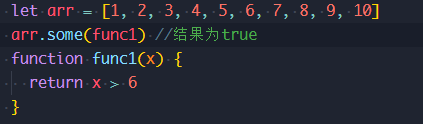 let arr = [1, 2, 3, 4, 5, 6, 7, 8, 9, 10]
arr.some(func1) //结果为true
function func1(x) {
  return x > 6
}